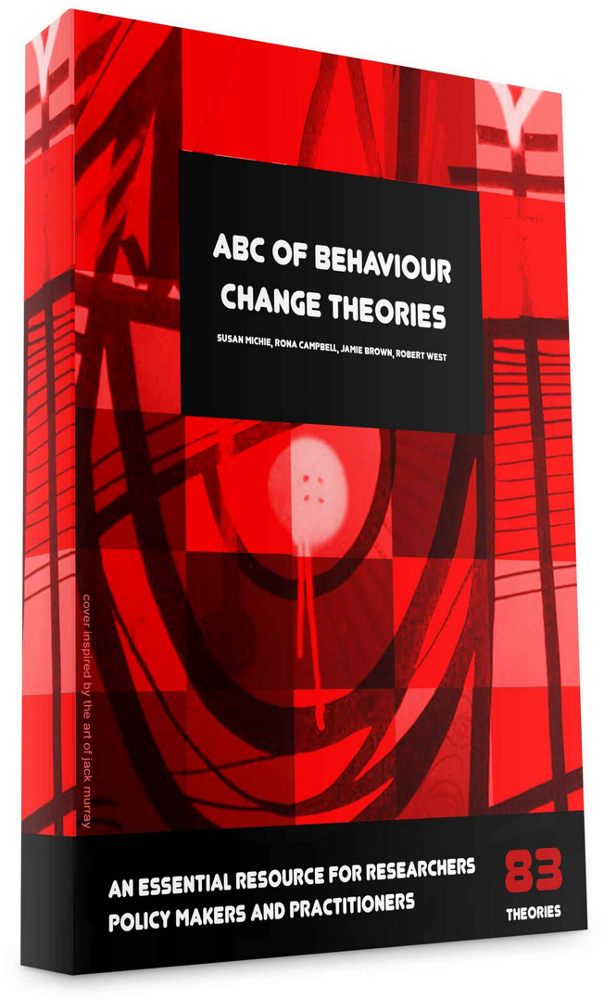 ABC OF BEHAVIOUR
CHANGE THEORIES
SUSAN MICHIE, RONA CAMPBELL, JAMIE BROWN, ROBERT WEST
cover inspired by the art of jack murray
AN ESSENTIAL RESOURCE FOR RESEARCHERS
POLICY MAKERS AND PRACTITIONERS
83
THEORIES